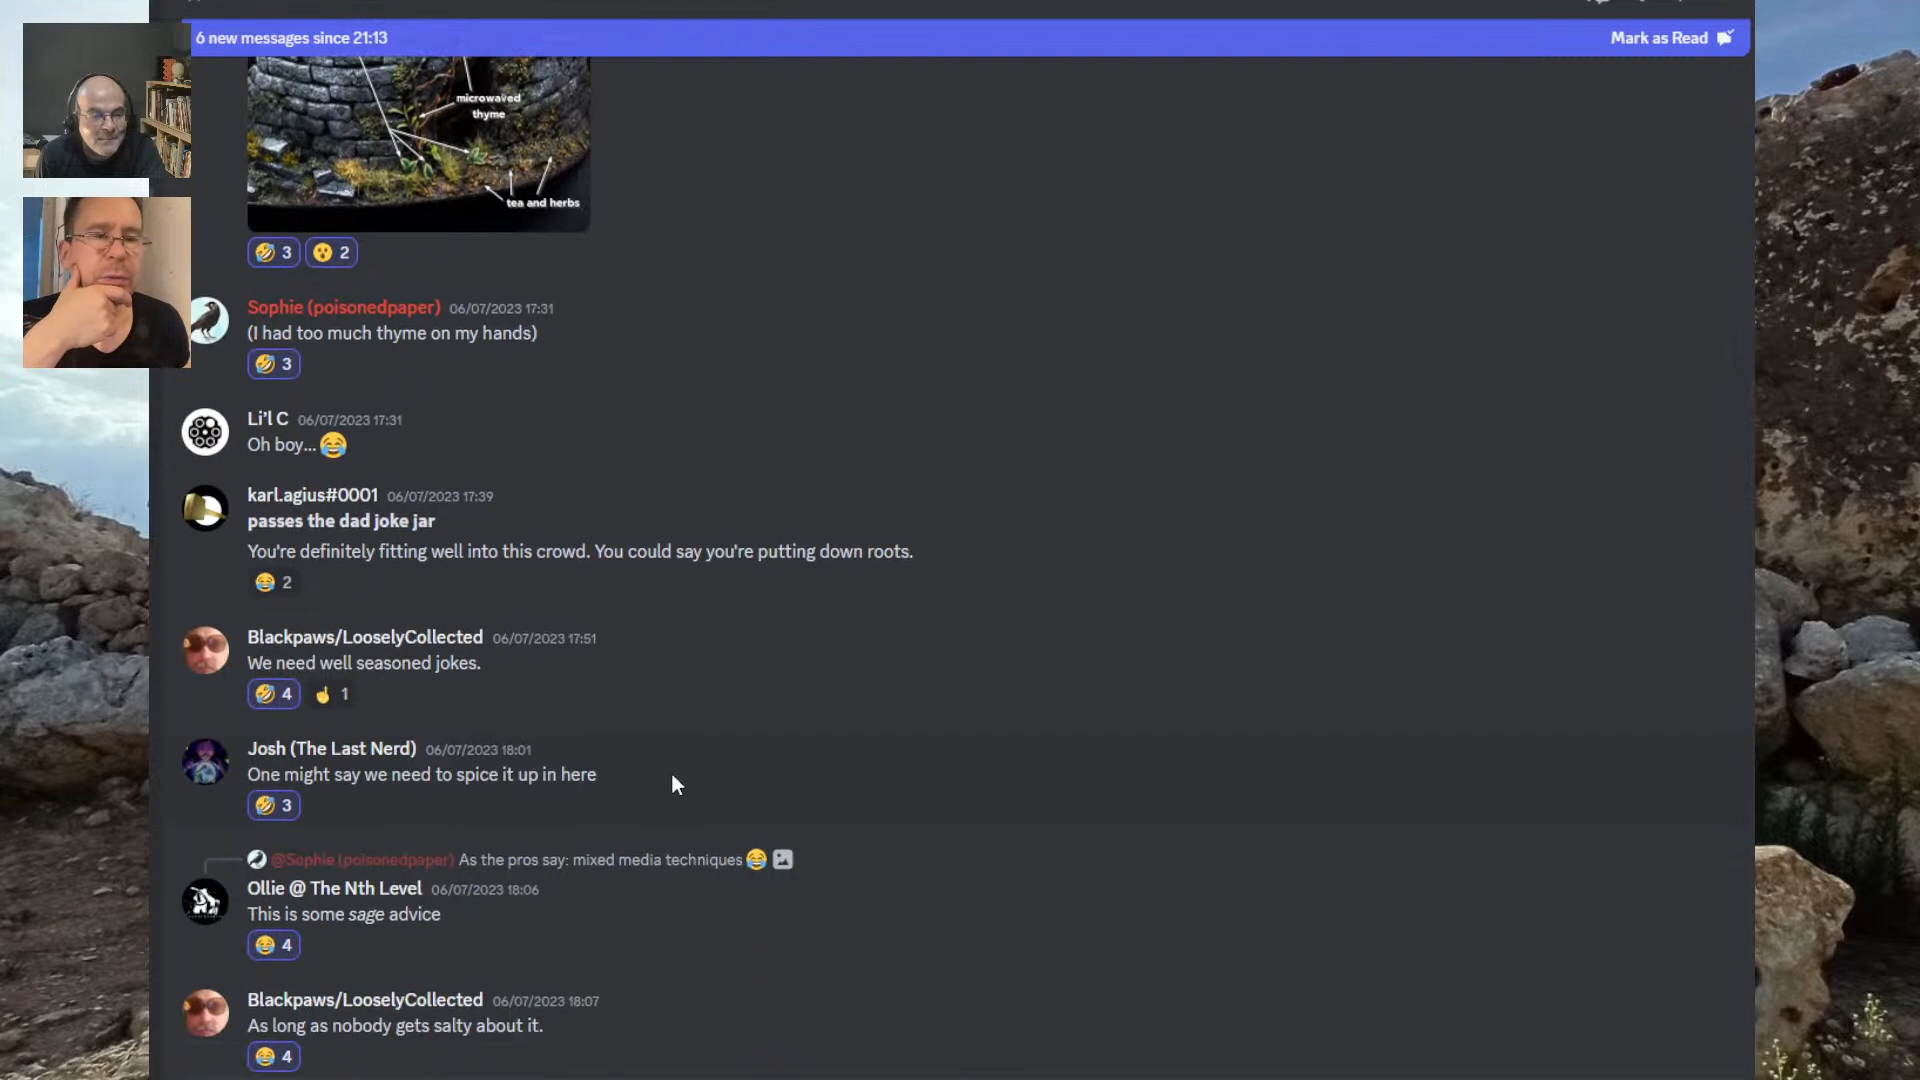 6 new messages since 21:13
Mark as Read
microwaved
thyme
tea and herbs
3
2
Sophie (poisonedpaper) 06/07/2023 17:31
(I had too much thyme on my hands)
3
Li'l C 06/07/2023 17:31
Oh boy... 😂
karl.agius#0001 06/07/2023 17:39
passes the dad joke jar
You're definitely fitting well into this crowd. You could say you're putting down roots.
2
Blackpaws/LooselyCollected 06/07/2023 17:51
We need well seasoned jokes.
4
1
Josh (The Last Nerd) 06/07/2023 18:01
One might say we need to spice it up in here
3
@Sophie (poisonedpaper) As the pros say: mixed media techniques 😂
Ollie @ The Nth Level 06/07/2023 18:06
This is some sage advice
4
Blackpaws/LooselyCollected 06/07/2023 18:07
As long as nobody gets salty about it.
4